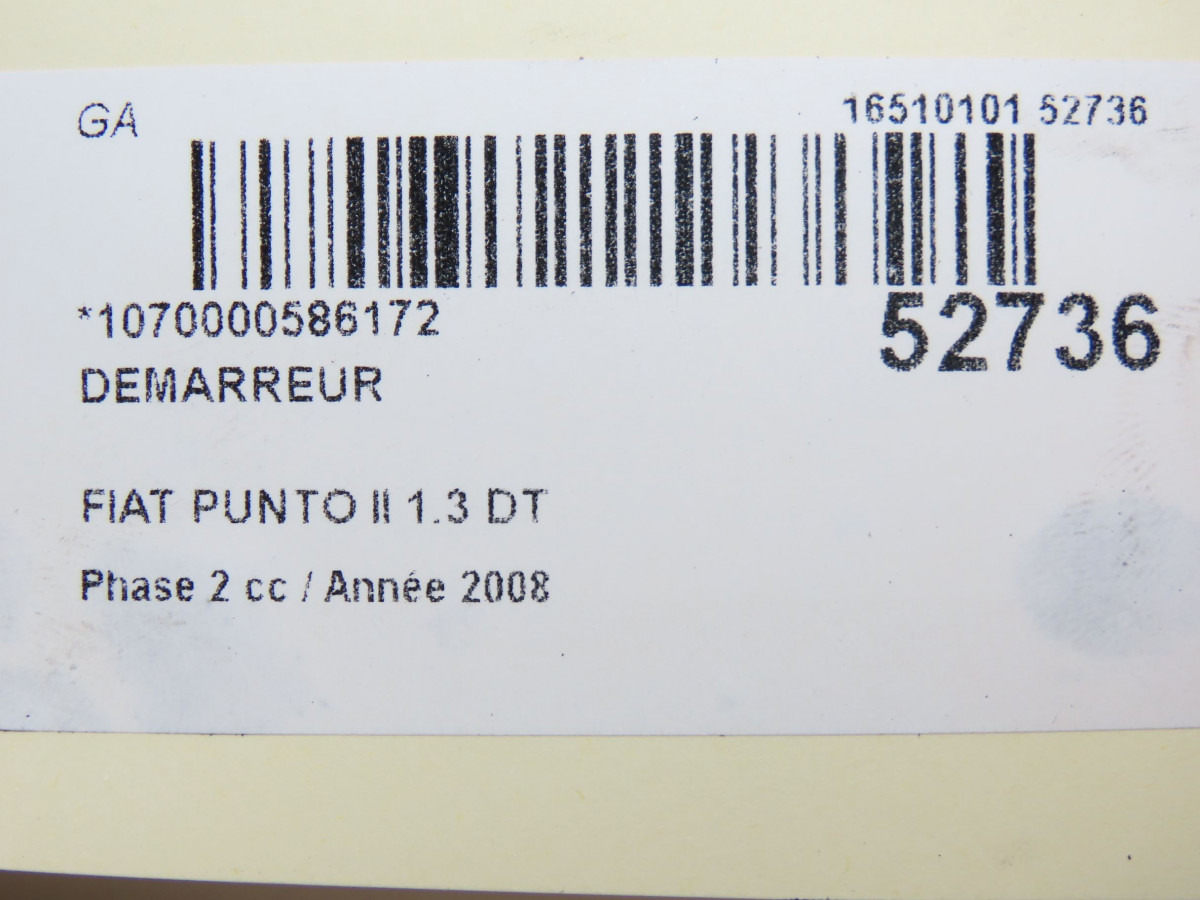 GA
16510101 52736
*1070000586172
52736
DEMARREUR
FIAT PUNTO II 1.3 DT
Phase 2 cc / Année 2008